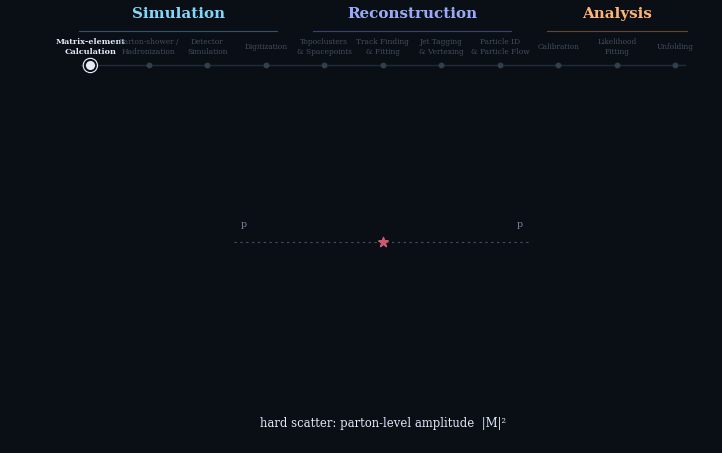 Simulation Reconstruction Analysis
Matrix-element Calculation
Parton-shower / Hadronization
Detector Simulation
Digitization
Topoclusters & Spacepoints
Track Finding & Fitting
Jet Tagging & Vertexing
Particle ID & Particle Flow
Calibration
Likelihood Fitting
Unfolding
p p
hard scatter: parton-level amplitude |M|²